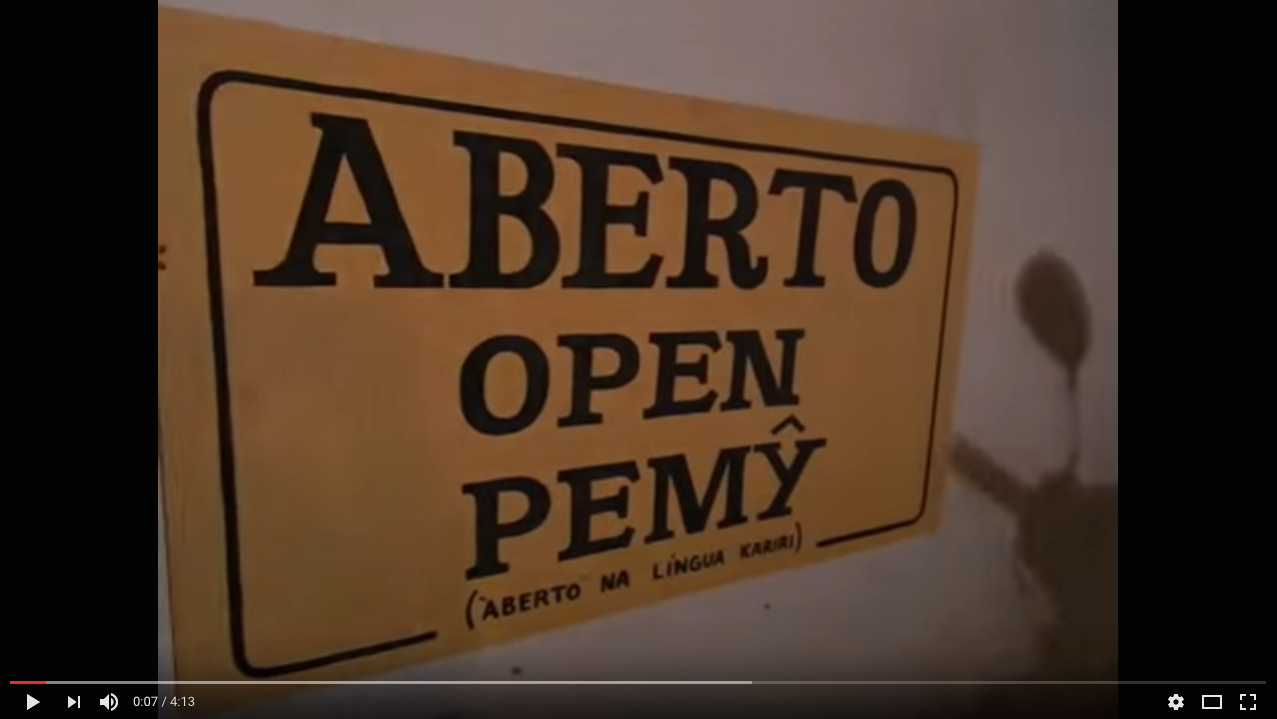 ABERTO
OPEN
PEMŶ
("ABERTO" NA LÍNGUA KARIRI)
0:07 / 4:13